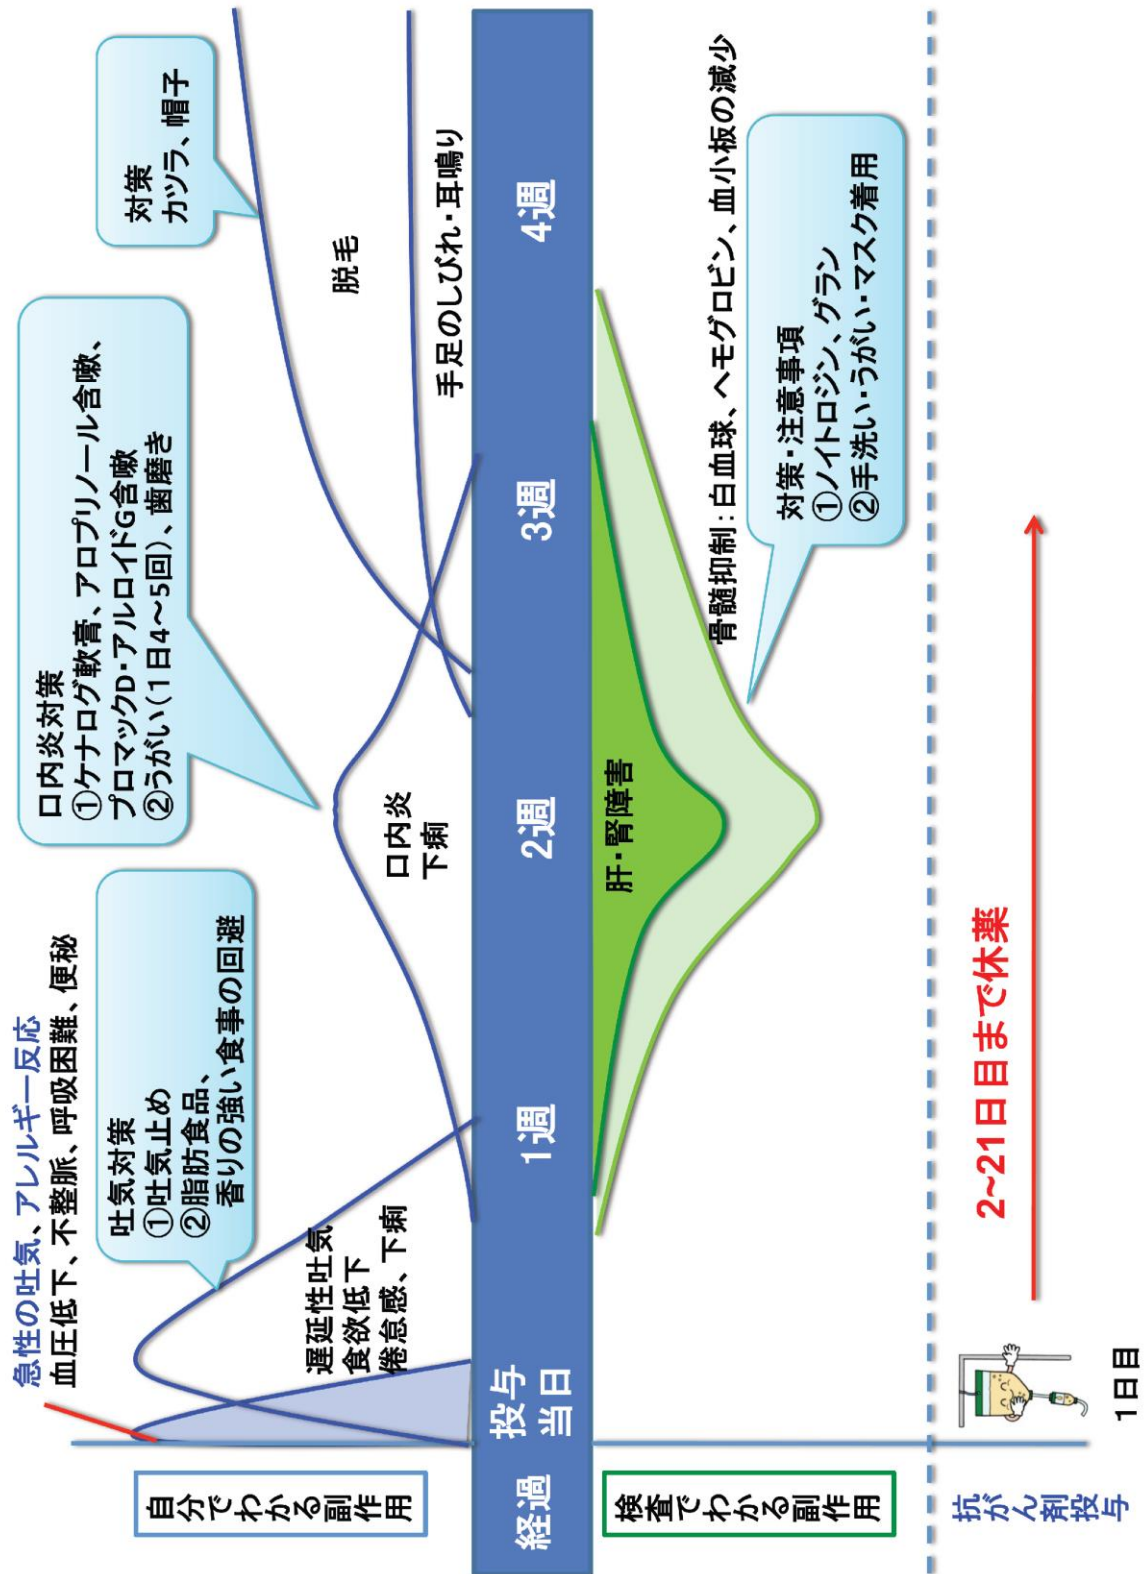 急性の吐気、アレルギー反応
血圧低下、不整脈、呼吸困難、便秘
吐気対策
①吐気止め
②脂肪食品、
香りの強い食事の回避
口内炎対策
①ケナログ軟膏、アロプリノール含嗽、
プロマックD・アルロイドG含嗽
②うがい(1日4~5回)、歯磨き
対策
カツラ、帽子
自分で
わかる
副作用
遅延性吐気
食欲低下
倦怠感、下痢
口内炎
下痢
脱毛
手足のしびれ・耳鳴り
経過
投与
当日
1週
2週
3週
4週
検査で
わかる
副作用
肝・腎障害
骨髄抑制:白血球、ヘモグロビン、血小板の減少
対策・注意事項
①ノイトロジン、グラン
②手洗い・うがい・マスク着用
抗がん
剤投与
1日目
2~21日目まで休薬